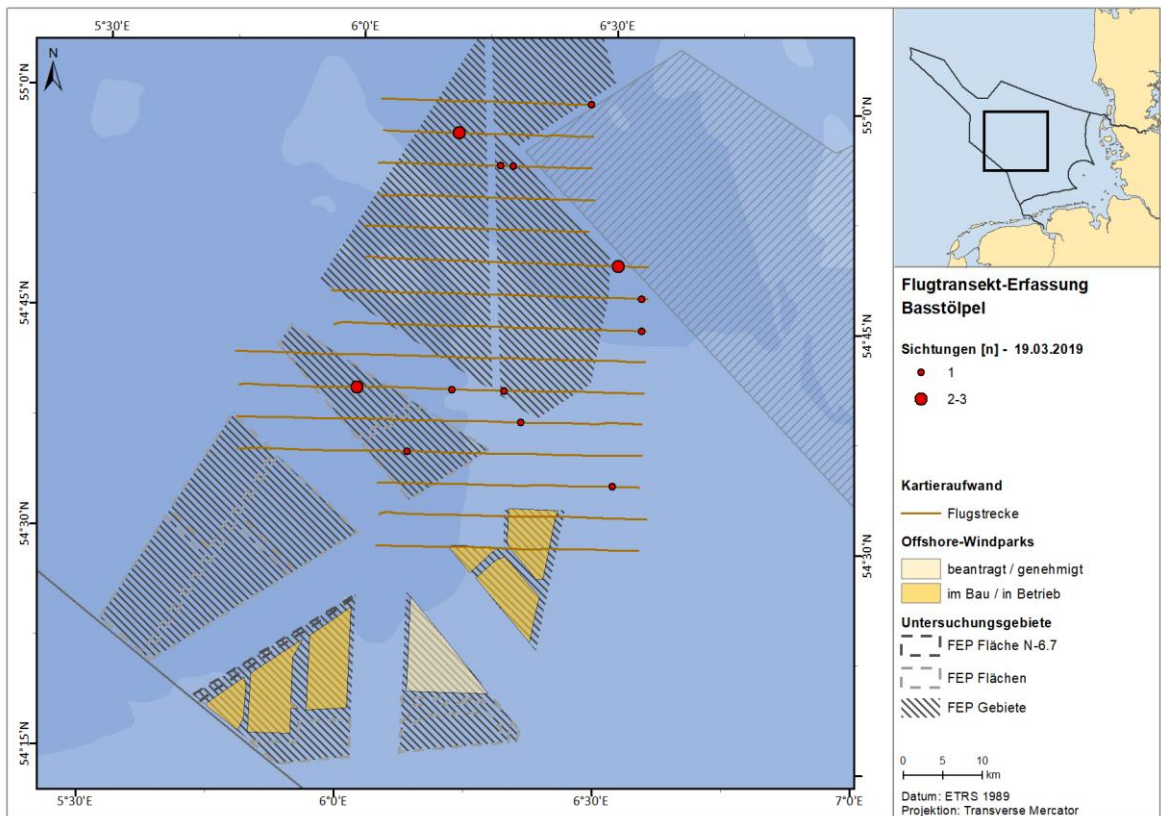 5°30'E
6°0'E
6°30'E
N
55°0'N
55°0'N
54°45'N
54°45'N
54°30'N
54°30'N
54°15'N
5°30'E
6°0'E
6°30'E
7°0'E
Flugtransekt-Erfassung
Basstölpel
Sichtungen [n] - 19.03.2019
1
2-3
Kartieraufwand
Flugstrecke
Offshore-Windparks
beantragt / genehmigt
im Bau / in Betrieb
Untersuchungsgebiete
FEP Fläche N-6.7
FEP Flächen
FEP Gebiete
0 5 10
km
Datum: ETRS 1989
Projektion: Transverse Mercator